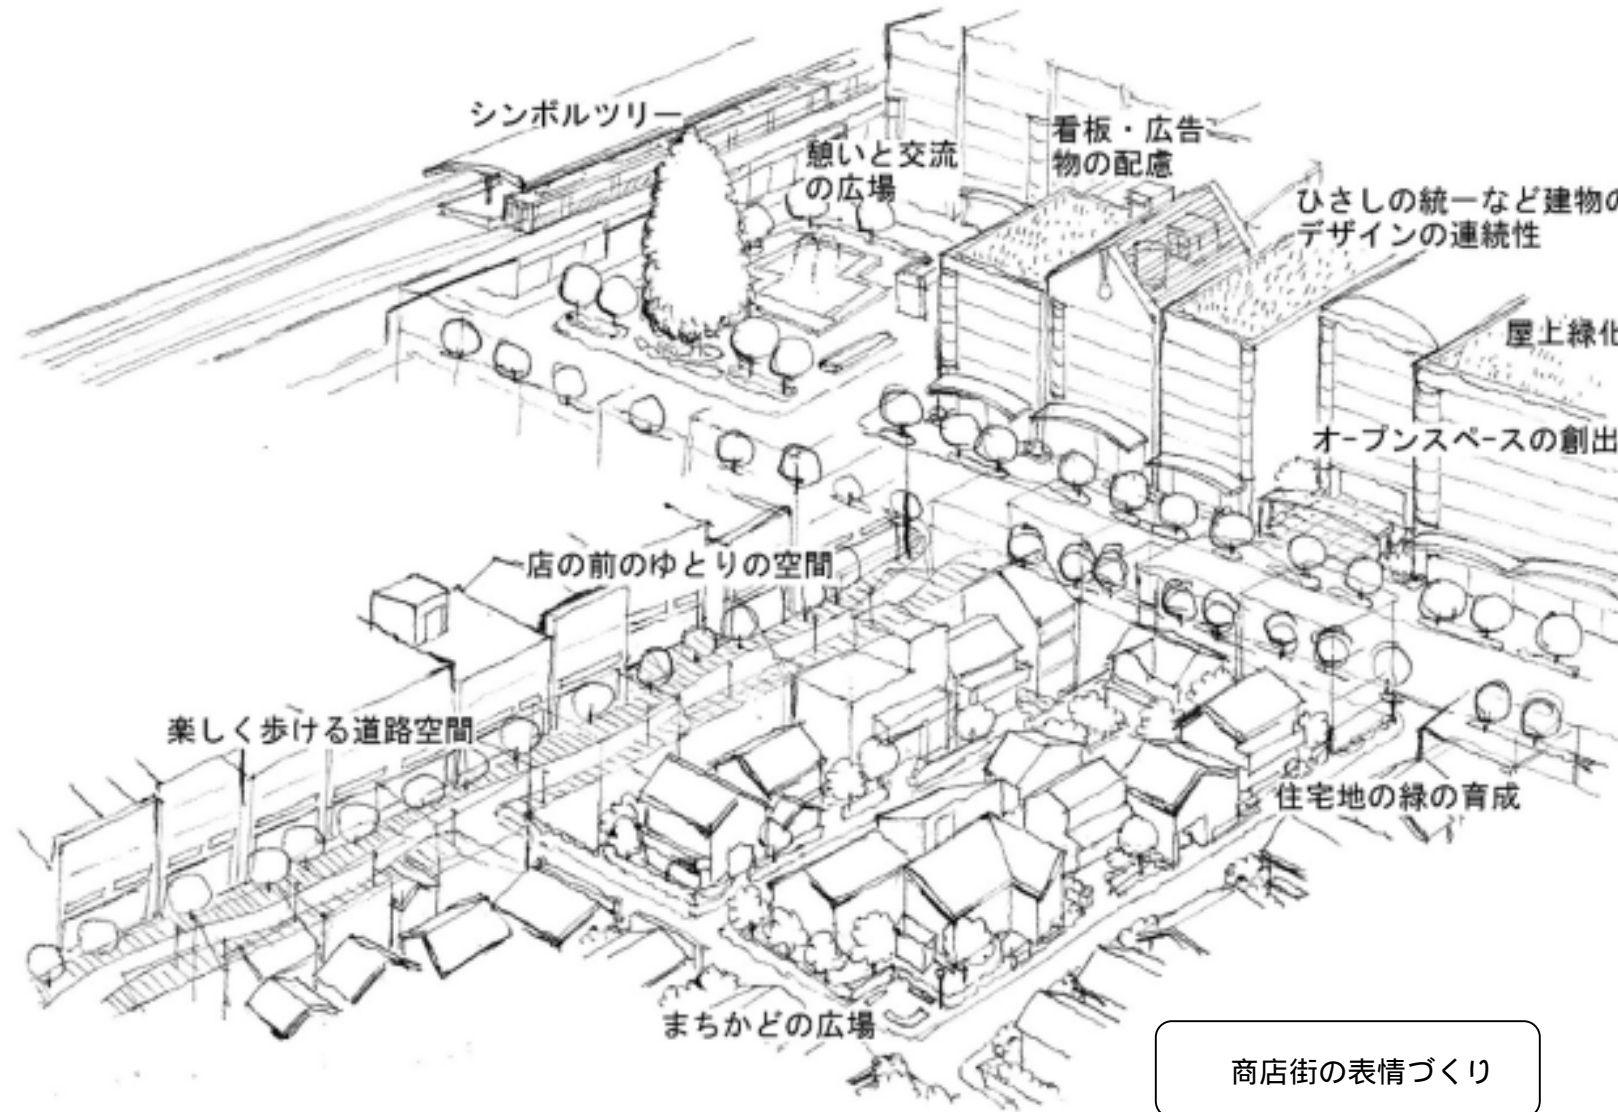 シンボルツリー
憩いと交流
の広場
看板・広告
物の配慮
ひさしの統一など建物の
デザインの連続性
屋上緑化
オープンスペースの創出
店の前のゆとりの空間
楽しく歩ける道路空間
住宅地の緑の育成
まちかどの広場
商店街の表情づくり